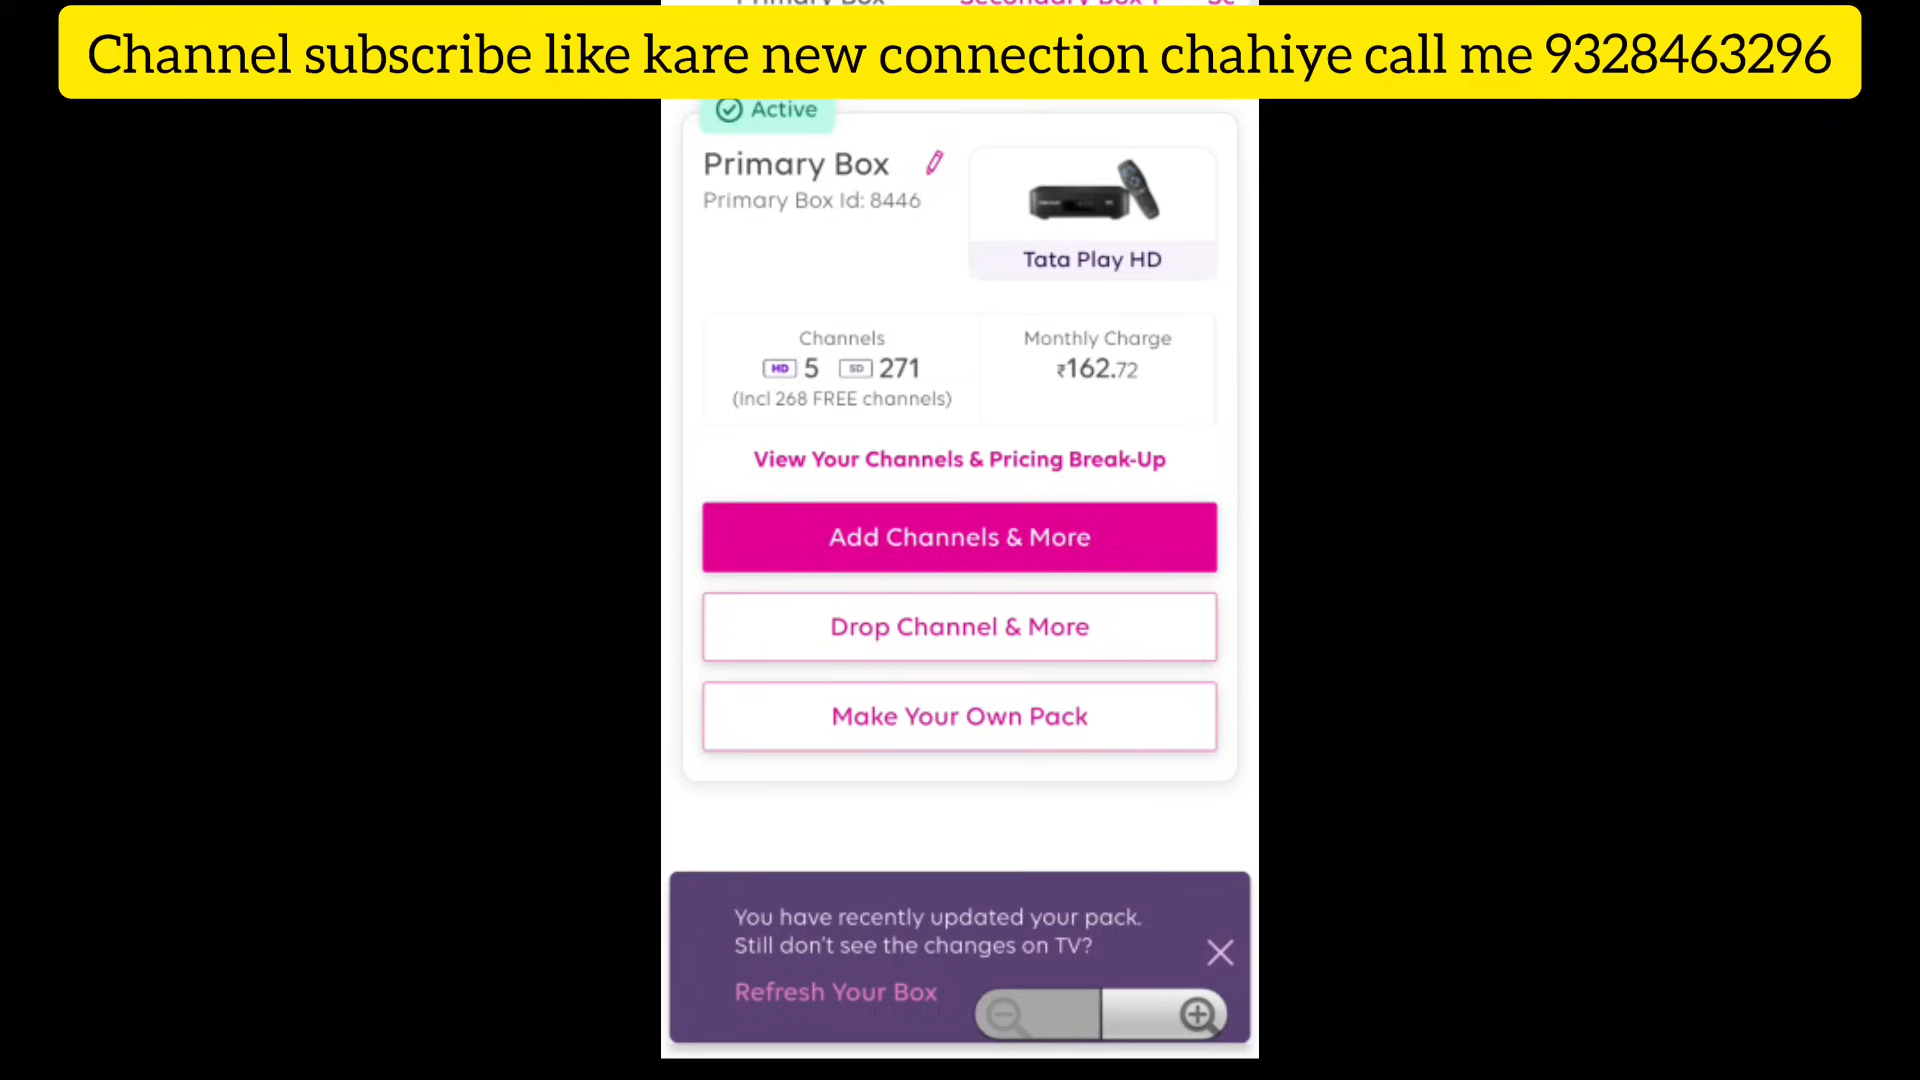 Channel subscribe like kare new connection chahiye call me 9328463296
Active
Primary Box
Primary Box Id: 8446
Tata Play HD
Channels
HD 5 SD 271
(Incl 268 FREE channels)
Monthly Charge
₹162.72
View Your Channels & Pricing Break-Up
Add Channels & More
Drop Channel & More
Make Your Own Pack
You have recently updated your pack.
Still don't see the changes on TV?
Refresh Your Box